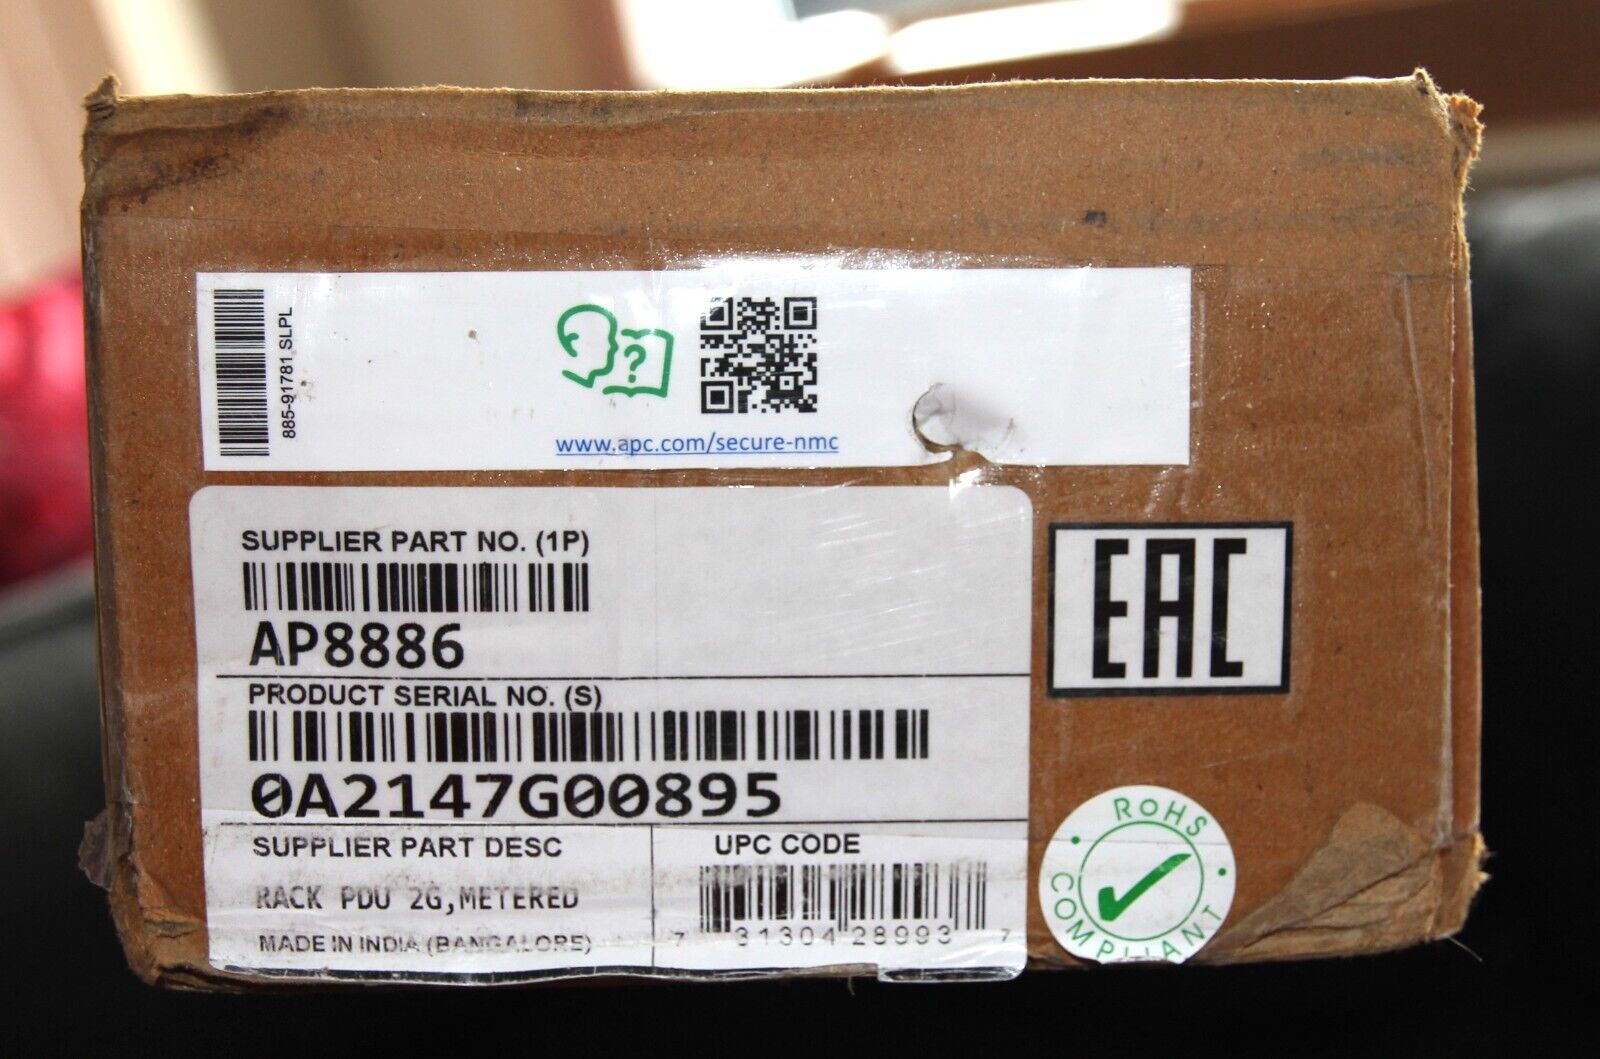 885-91781 SLPL
?
www.apc.com/secure-nmc
SUPPLIER PART NO. (1P)
AP8886
EAC
PRODUCT SERIAL NO. (S)
0A2147G00895
SUPPLIER PART DESC
UPC CODE
RACK PDU 2G,METERED
MADE IN INDIA (BANGALORE)
7 31304 28993 7
RoHS
COMPLIANT